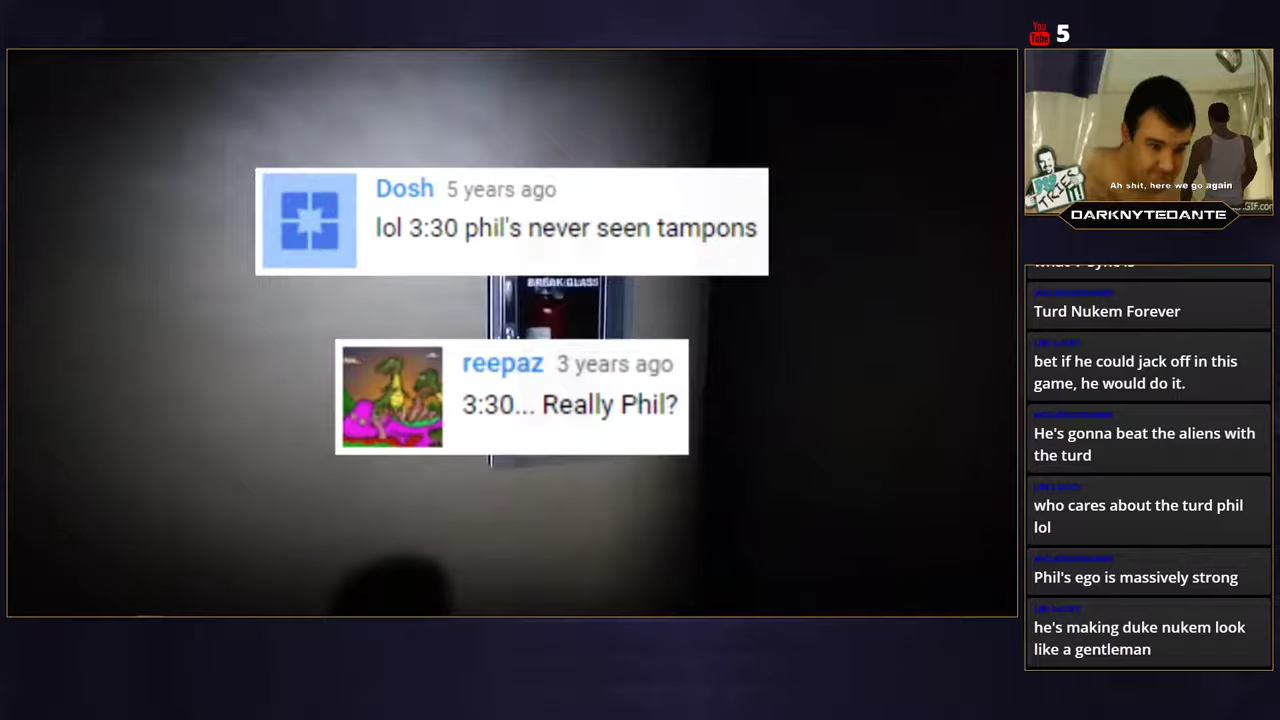 You
Tube
5
Dosh 5 years ago
lol 3:30 phil's never seen tampons
BREAK GLASS
reepaz 3 years ago
3:30... Really Phil?
Ah shit, here we go again
DARKNYTEDANTE
Turd Nukem Forever
bet if he could jack off in this
game, he would do it.
He's gonna beat the aliens with
the turd
who cares about the turd phil
lol
Phil's ego is massively strong
he's making duke nukem look
like a gentleman